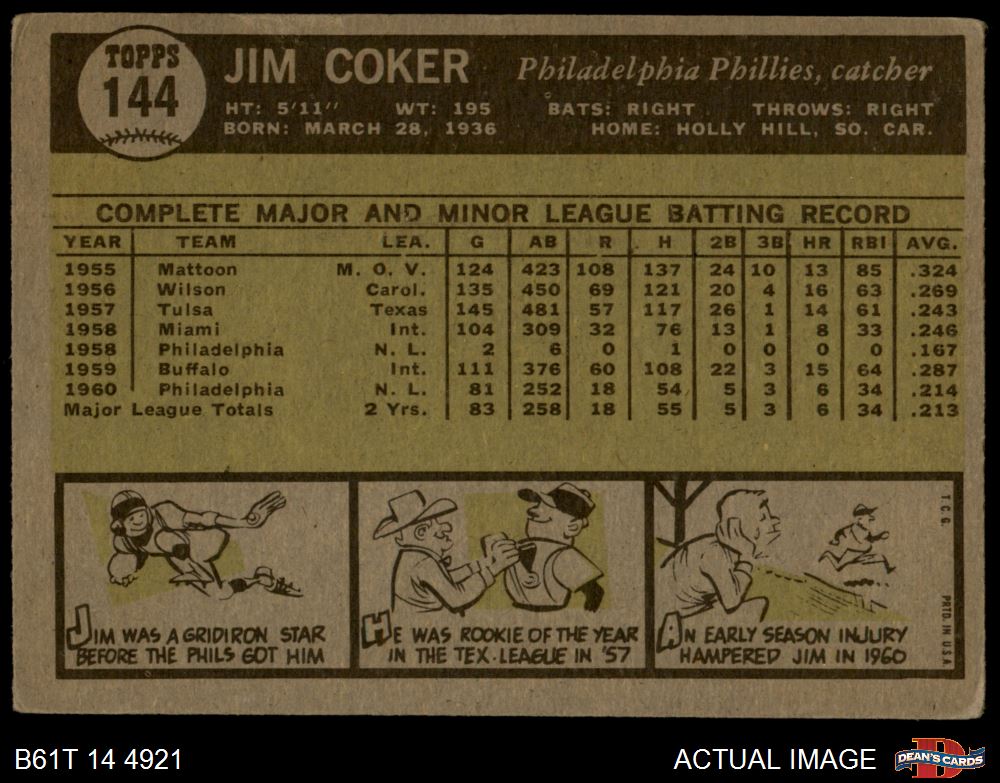 TOPPS
144
JIM COKER Philadelphia Phillies, catcher
HT: 5'11" WT: 195 BATS: RIGHT THROWS: RIGHT
BORN: MARCH 28, 1936 HOME: HOLLY HILL, SO. CAR.
COMPLETE MAJOR AND MINOR LEAGUE BATTING RECORD
YEAR TEAM LEA. G AB R H 2B 3B HR RBI AVG.
1955 Mattoon M. O. V. 124 423 108 137 24 10 13 85 .324
1956 Wilson Carol. 135 450 69 121 20 4 16 63 .269
1957 Tulsa Texas 145 481 57 117 26 1 14 61 .243
1958 Miami Int. 104 309 32 76 13 1 8 33 .246
1958 Philadelphia N. L. 2 6 0 1 0 0 0 0 .167
1959 Buffalo Int. 111 376 60 108 22 3 15 64 .287
1960 Philadelphia N. L. 81 252 18 54 5 3 6 34 .214
Major League Totals 2 Yrs. 83 258 18 55 5 3 6 34 .213
JIM WAS A GRIDIRON STAR
BEFORE THE PHILS GOT HIM
HE WAS ROOKIE OF THE YEAR
IN THE TEX. LEAGUE IN '57
AN EARLY SEASON INJURY
HAMPERED JIM IN 1960
T.C.G.
PRTD. IN U.S.A.
B61T 14 4921
ACTUAL IMAGE
DEAN'S CARDS